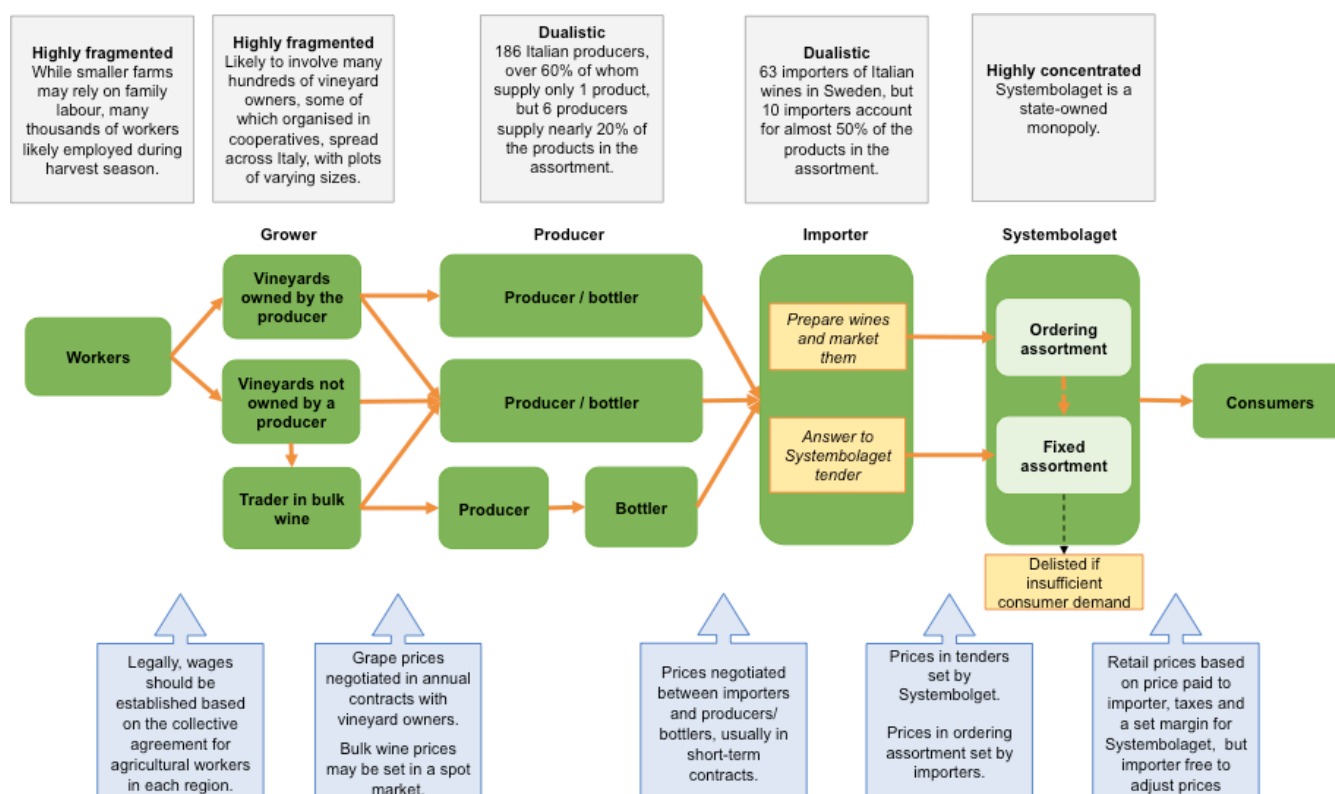 Highly fragmented
While smaller farms
may rely on family
labour, many
thousands of workers
likely employed during
harvest season.
Highly fragmented
Likely to involve many
hundreds of vineyard
owners, some of
which organised in
cooperatives, spread
across Italy, with plots
of varying sizes.
Dualistic
186 Italian producers,
over 60% of whom
supply only 1 product,
but 6 producers
supply nearly 20% of
the products in the
assortment.
Dualistic
63 importers of Italian
wines in Sweden, but
10 importers account
for almost 50% of the
products in the
assortment.
Highly concentrated
Systembolaget is a
state-owned
monopoly.
Grower
Producer
Importer
Systembolaget
Workers
Vineyards
owned by the
producer
Vineyards not
owned by a
producer
Trader in bulk
wine
Producer / bottler
Producer / bottler
Producer
Bottler
Prepare wines
and market
them
Answer to
Systembolaget
tender
Ordering
assortment
Fixed
assortment
Consumers
Delisted if
insufficient
consumer demand
Legally, wages
should be
established based
on the collective
agreement for
agricultural workers
in each region.
Grape prices
negotiated in annual
contracts with
vineyard owners.
Bulk wine prices
may be set in a spot
market.
Prices negotiated
between importers
and producers/
bottlers, usually in
short-term
contracts.
Prices in tenders
set by
Systembolget.
Prices in ordering
assortment set by
importers.
Retail prices based
on price paid to
importer, taxes and
a set margin for
Systembolaget, but
importer free to
adjust prices